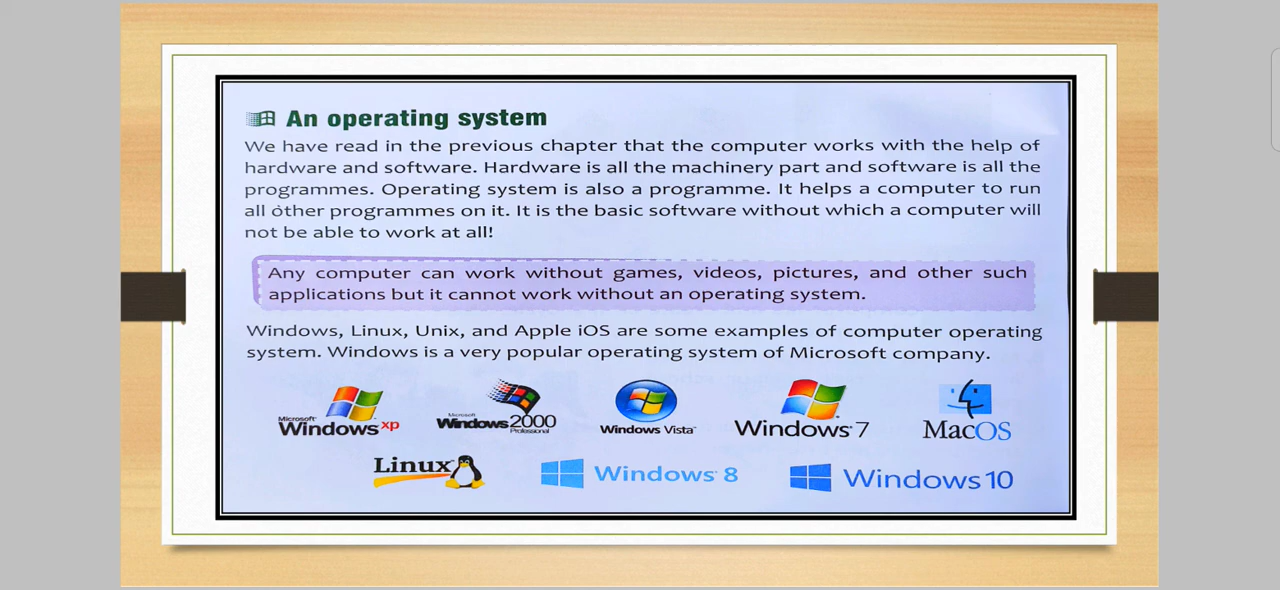 An operating system
We have read in the previous chapter that the computer works with the help of
hardware and software. Hardware is all the machinery part and software is all the
programmes. Operating system is also a programme. It helps a computer to run
all other programmes on it. It is the basic software without which a computer will
not be able to work at all!
Any computer can work without games, videos, pictures, and other such
applications but it cannot work without an operating system.
Windows, Linux, Unix, and Apple iOS are some examples of computer operating
system. Windows is a very popular operating system of Microsoft company.
Microsoft Windows xp
Microsoft Windows 2000 Professional
Windows Vista
Windows 7
MacOS
Linux
Windows 8
Windows 10